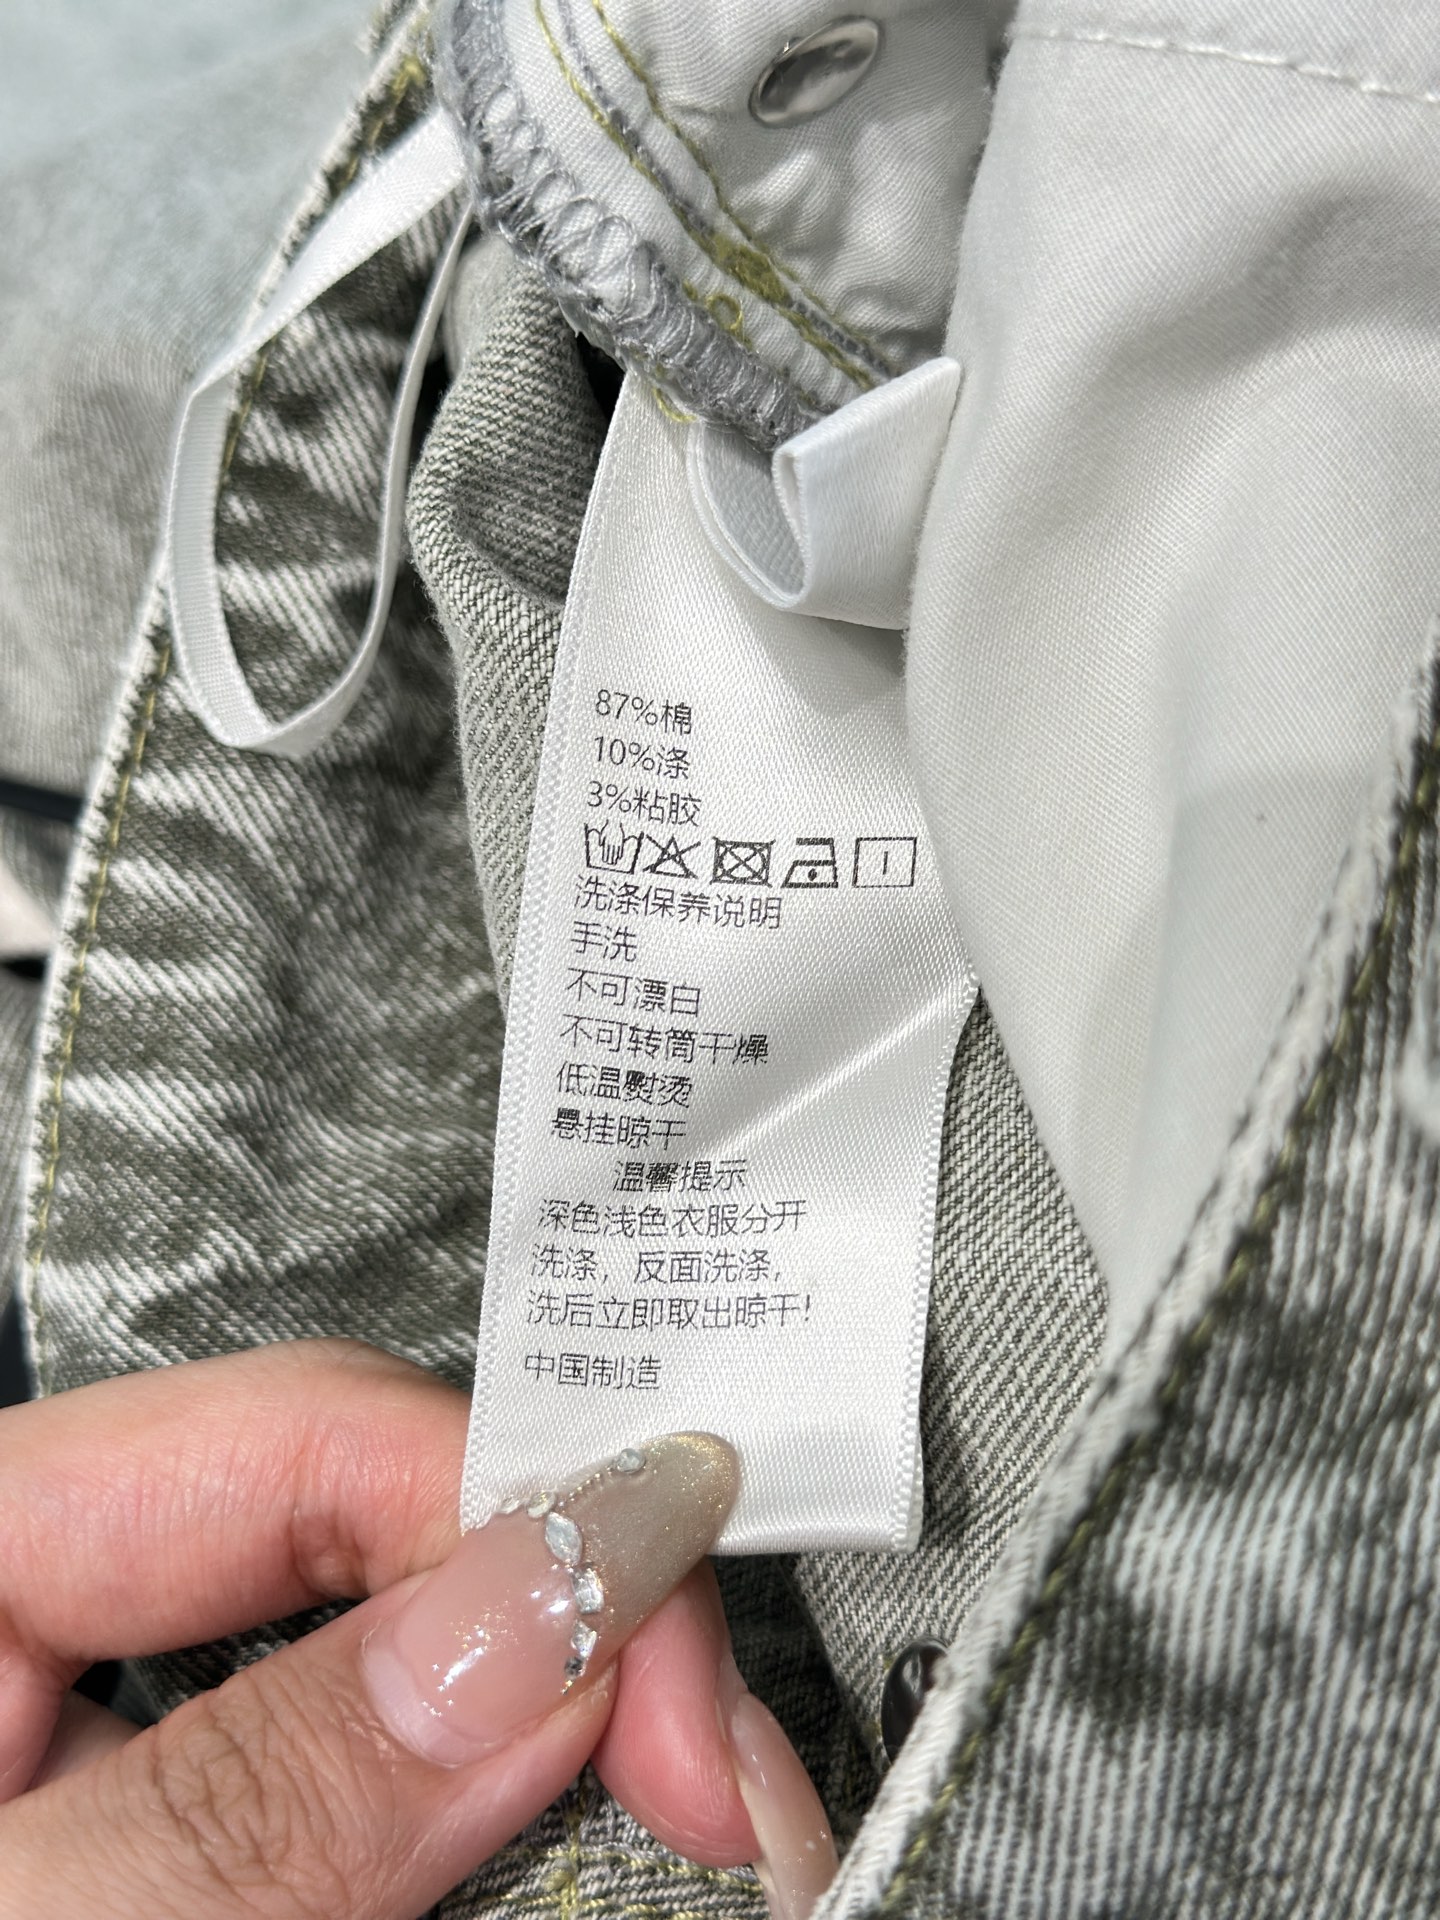 87%棉
10%涤
3%粘胶
洗涤保养说明
手洗
不可漂白
不可转筒干燥
低温熨烫
悬挂晾干
温馨提示
深色浅色衣服分开
洗涤，反面洗涤，
洗后立即取出晾干！
中国制造